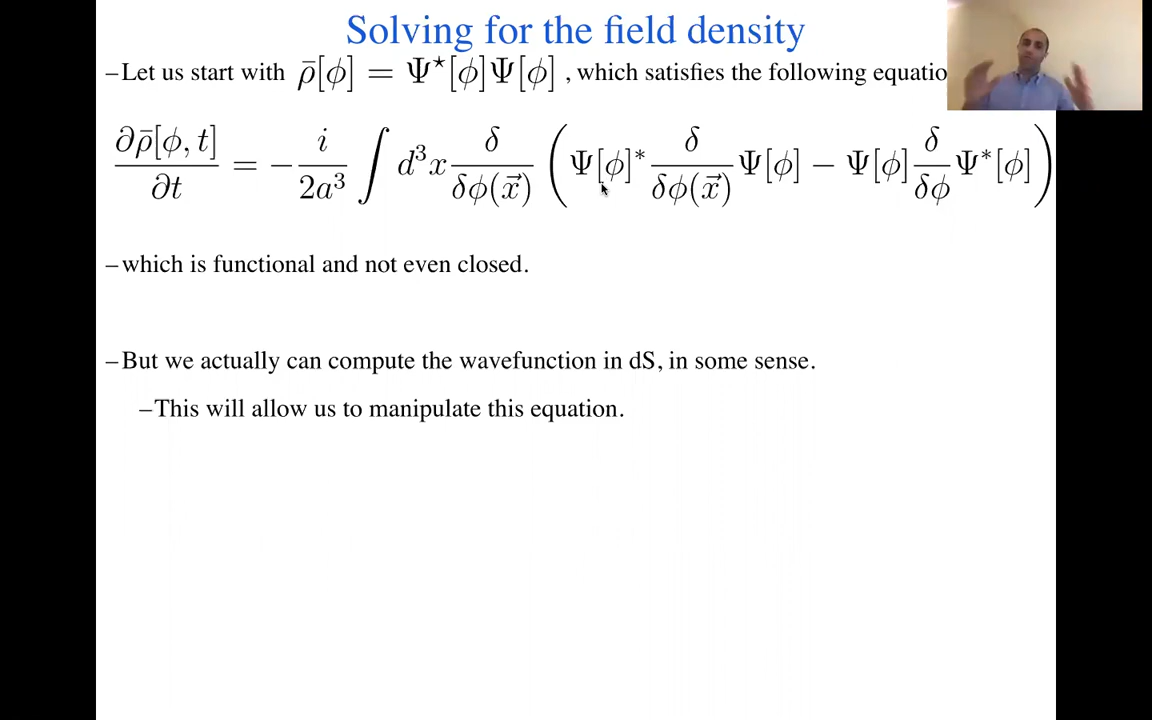 Solving for the field density
–Let us start with ρ̄[ϕ] = Ψ⋆[ϕ]Ψ[ϕ] , which satisfies the following equatio
∂ρ̄[ϕ, t]/∂t = − i/2a³ ∫ d³x δ/δϕ(x⃗) (Ψ[ϕ]* δ/δϕ(x⃗) Ψ[ϕ] − Ψ[ϕ] δ/δϕ Ψ*[ϕ])
–which is functional and not even closed.
–But we actually can compute the wavefunction in dS, in some sense.
–This will allow us to manipulate this equation.